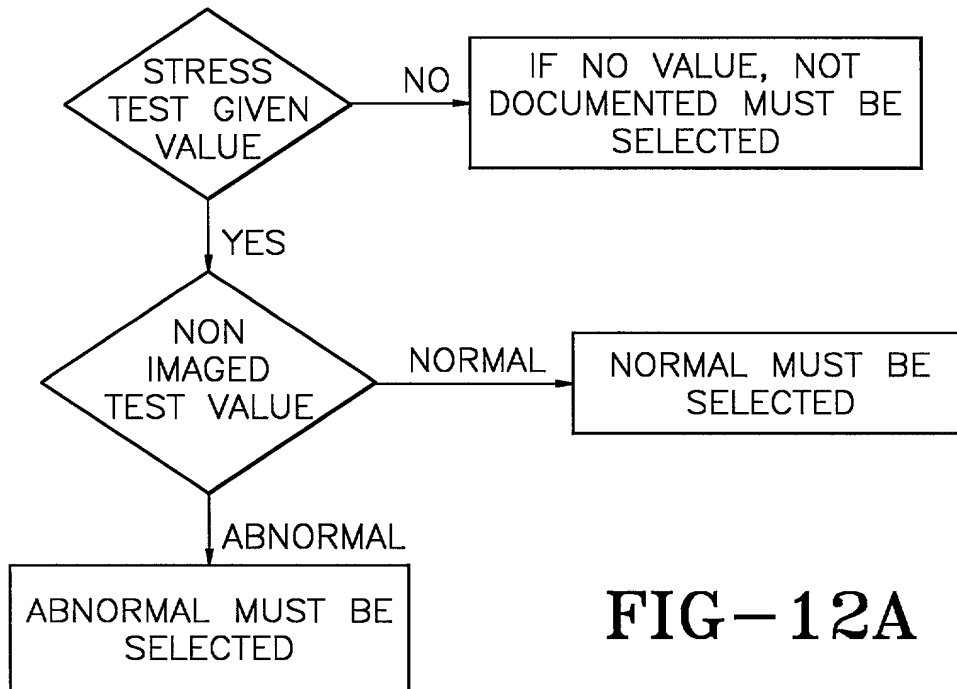 STRESS
TEST GIVEN
VALUE
NO
IF NO VALUE, NOT
DOCUMENTED MUST BE
SELECTED
YES
NON
IMAGED
TEST VALUE
NORMAL
NORMAL MUST BE
SELECTED
ABNORMAL
ABNORMAL MUST BE
SELECTED
FIG-12A